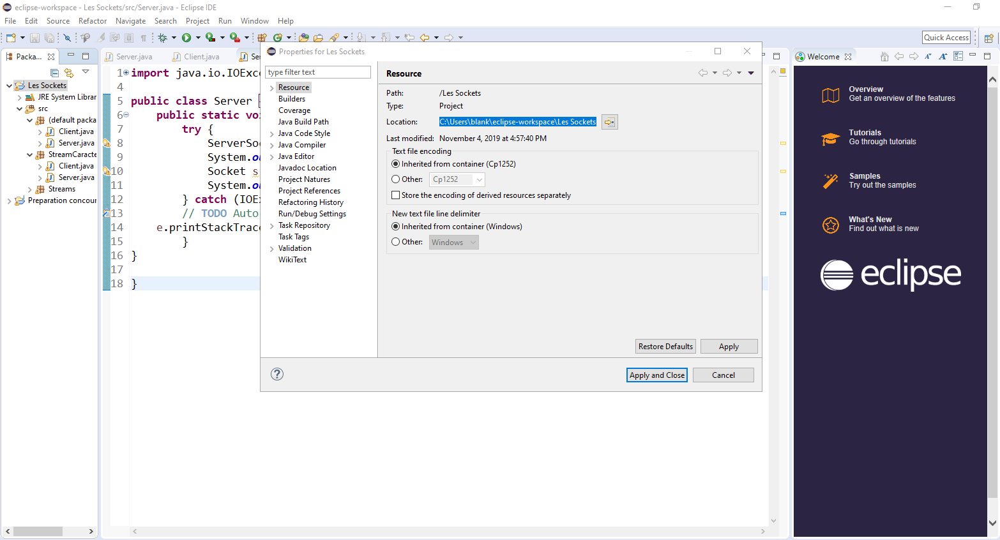 eclipse-workspace - Les Sockets/src/Server.java - Eclipse IDE
File Edit Source Refactor Navigate Search Project Run Window Help
Quick Access
Packa...
Les Sockets
JRE System Librar
src
(default packa
Client.java
Server.java
StreamCaracte
Client.java
Server.java
Streams
Preparation concour
Server.java
Client.java
Se
1 import java.io.IOExce
4
5 public class Server
6 public static voi
7 try {
8 ServerSoc
9 System.ou
10 Socket s
11 System.ou
12 } catch (IOEx
13 // TODO Auto
14 e.printStackTrace
15 }
16 }
17
18 }
Properties for Les Sockets
type filter text
Resource
Builders
Coverage
Java Build Path
Java Code Style
Java Compiler
Java Editor
Javadoc Location
Project Natures
Project References
Refactoring History
Run/Debug Settings
Task Repository
Task Tags
Validation
WikiText
Resource
Path: /Les Sockets
Type: Project
Location: C:\Users\blank\eclipse-workspace\Les Sockets
Last modified: November 4, 2019 at 4:57:40 PM
Text file encoding
Inherited from container (Cp1252)
Other: Cp1252
Store the encoding of derived resources separately
New text file line delimiter
Inherited from container (Windows)
Other: Windows
Restore Defaults Apply
? Apply and Close Cancel
Welcome
Overview
Get an overview of the features
Tutorials
Go through tutorials
Samples
Try out the samples
What's New
Find out what is new
eclipse